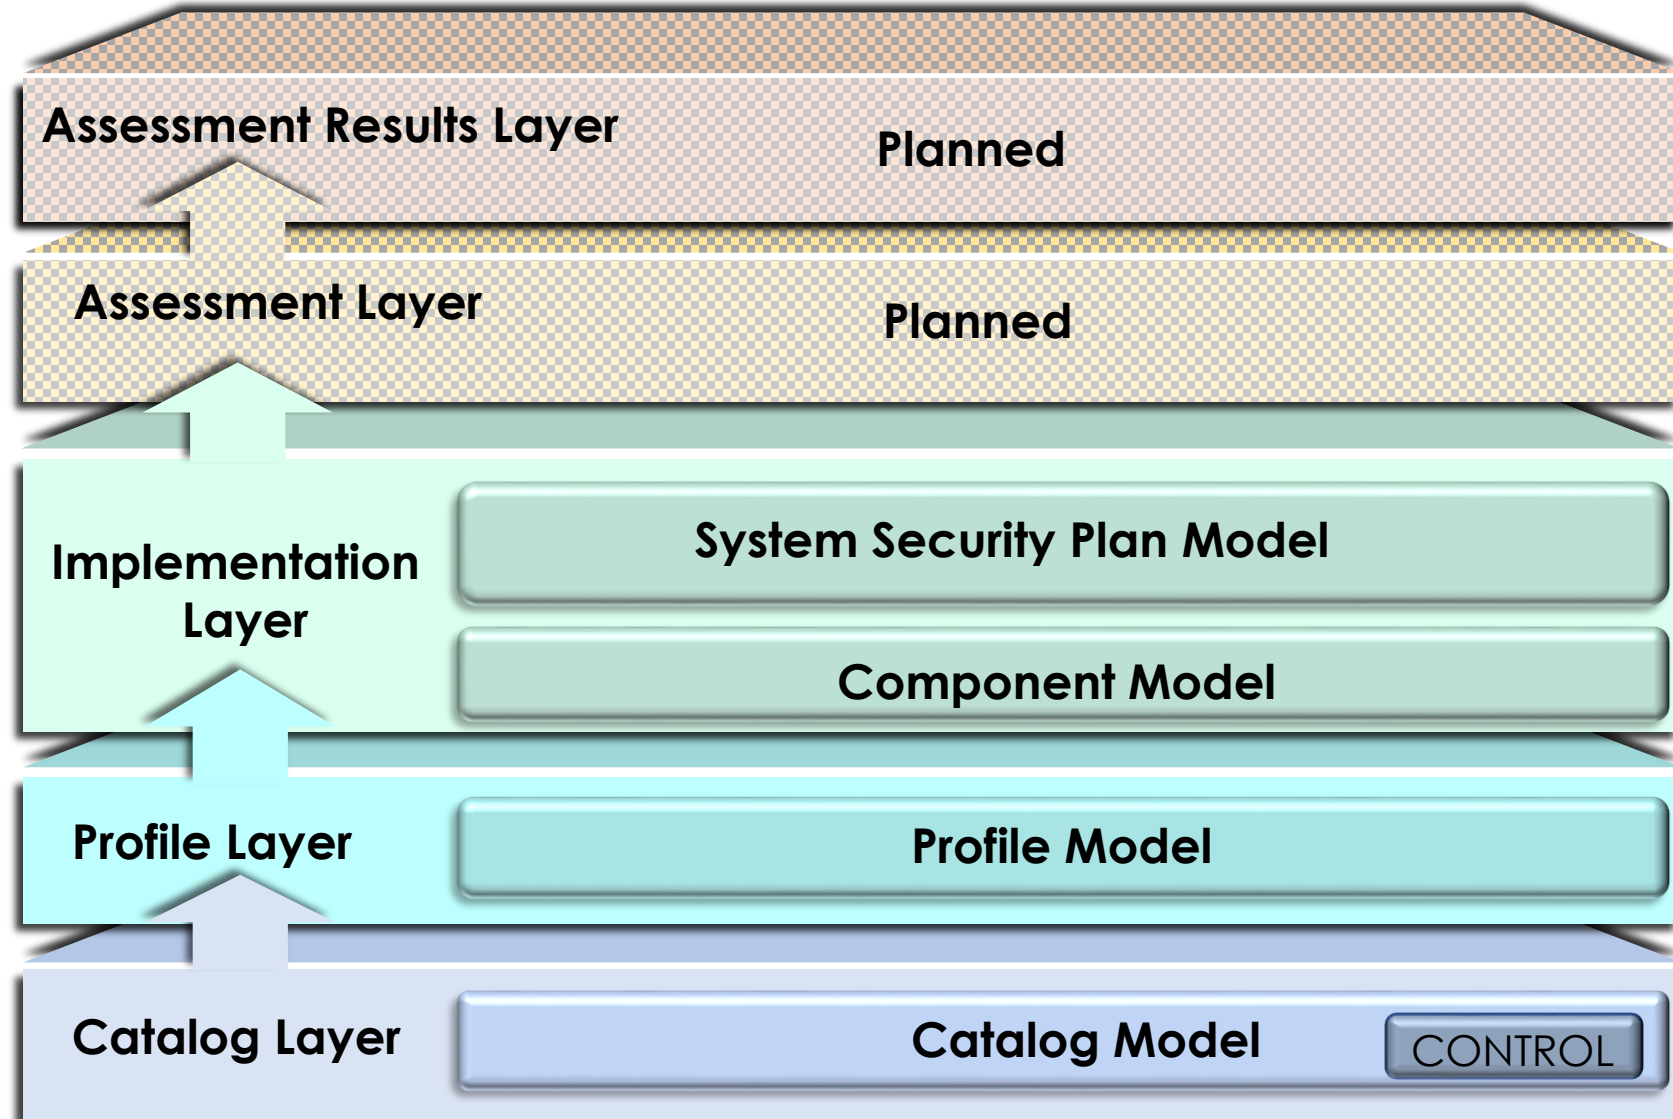 Assessment Results Layer
Planned
Assessment Layer
Planned
Implementation
Layer
System Security Plan Model
Component Model
Profile Layer
Profile Model
Catalog Layer
Catalog Model
CONTROL